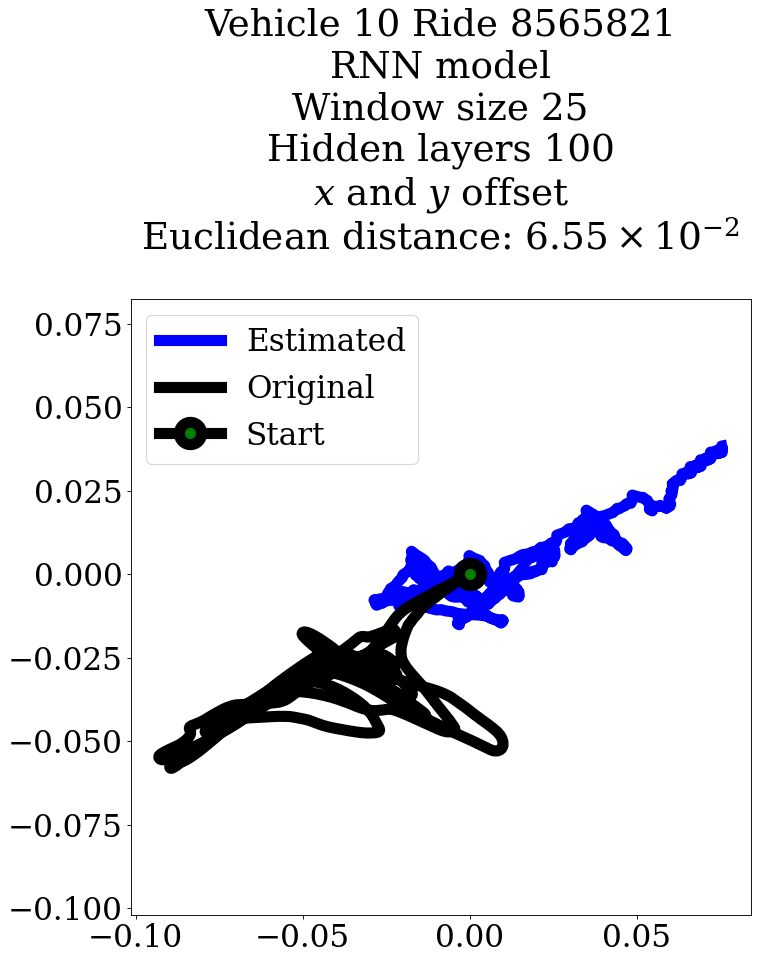 Vehicle 10 Ride 8565821
RNN model
Window size 25
Hidden layers 100
x and y offset
Euclidean distance: 6.55 × 10⁻²
Estimated
Original
Start
0.075
0.050
0.025
0.000
−0.025
−0.050
−0.075
−0.100
−0.10 −0.05 0.00 0.05